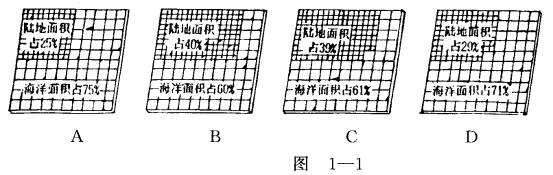 陆地面积
占25%
海洋面积占75%
A
陆地面积
占40%
海洋面积占60%
B
陆地面积
占39%
海洋面积占61%
C
陆地面积
占29%
海洋面积占71%
D
图 1—1